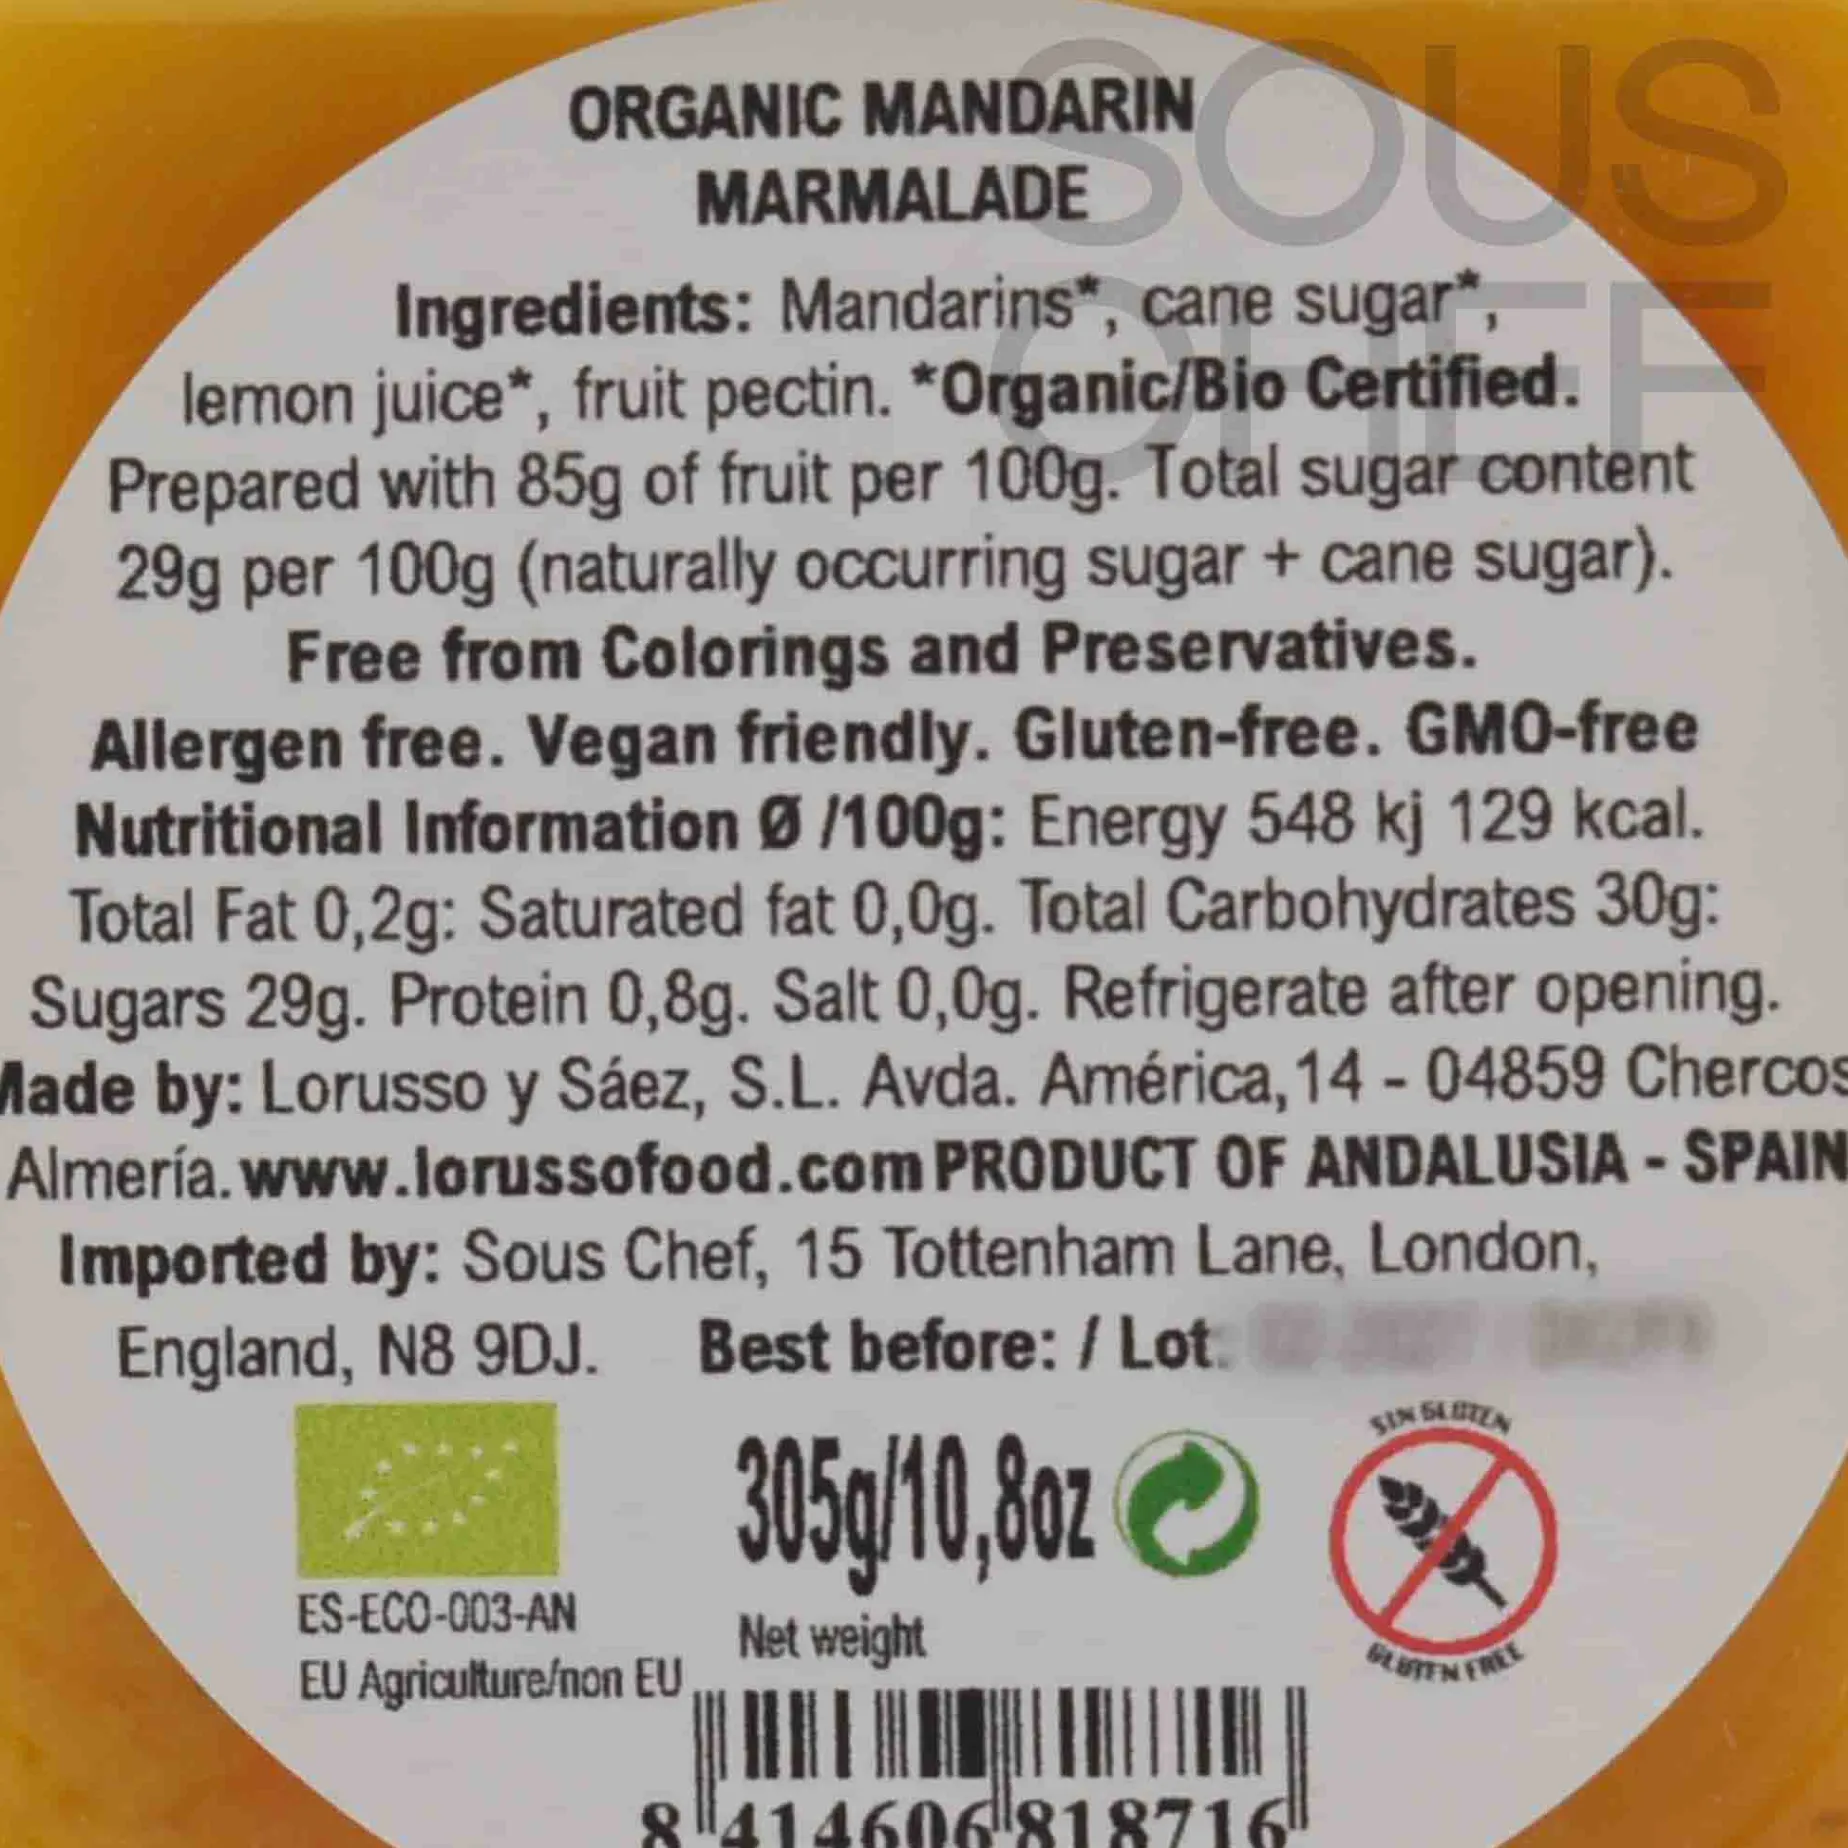 SOUS
CHEF
ORGANIC MANDARIN
MARMALADE
Ingredients: Mandarins*, cane sugar*,
lemon juice*, fruit pectin. *Organic/Bio Certified.
Prepared with 85g of fruit per 100g. Total sugar content
29g per 100g (naturally occurring sugar + cane sugar).
Free from Colorings and Preservatives.
Allergen free. Vegan friendly. Gluten-free. GMO-free
Nutritional Information Ø /100g: Energy 548 kj 129 kcal.
Total Fat 0,2g: Saturated fat 0,0g. Total Carbohydrates 30g:
Sugars 29g. Protein 0,8g. Salt 0,0g. Refrigerate after opening.
Made by: Lorusso y Sáez, S.L. Avda. América,14 - 04859 Chercos
Almería. www.lorussofood.com PRODUCT OF ANDALUSIA - SPAIN
Imported by: Sous Chef, 15 Tottenham Lane, London,
England, N8 9DJ. Best before: / Lot:
SIN GLUTEN
305g/10,8oz
ES-ECO-003-AN
Net weight
GLUTEN FREE
EU Agriculture/non EU
8 414606 818716